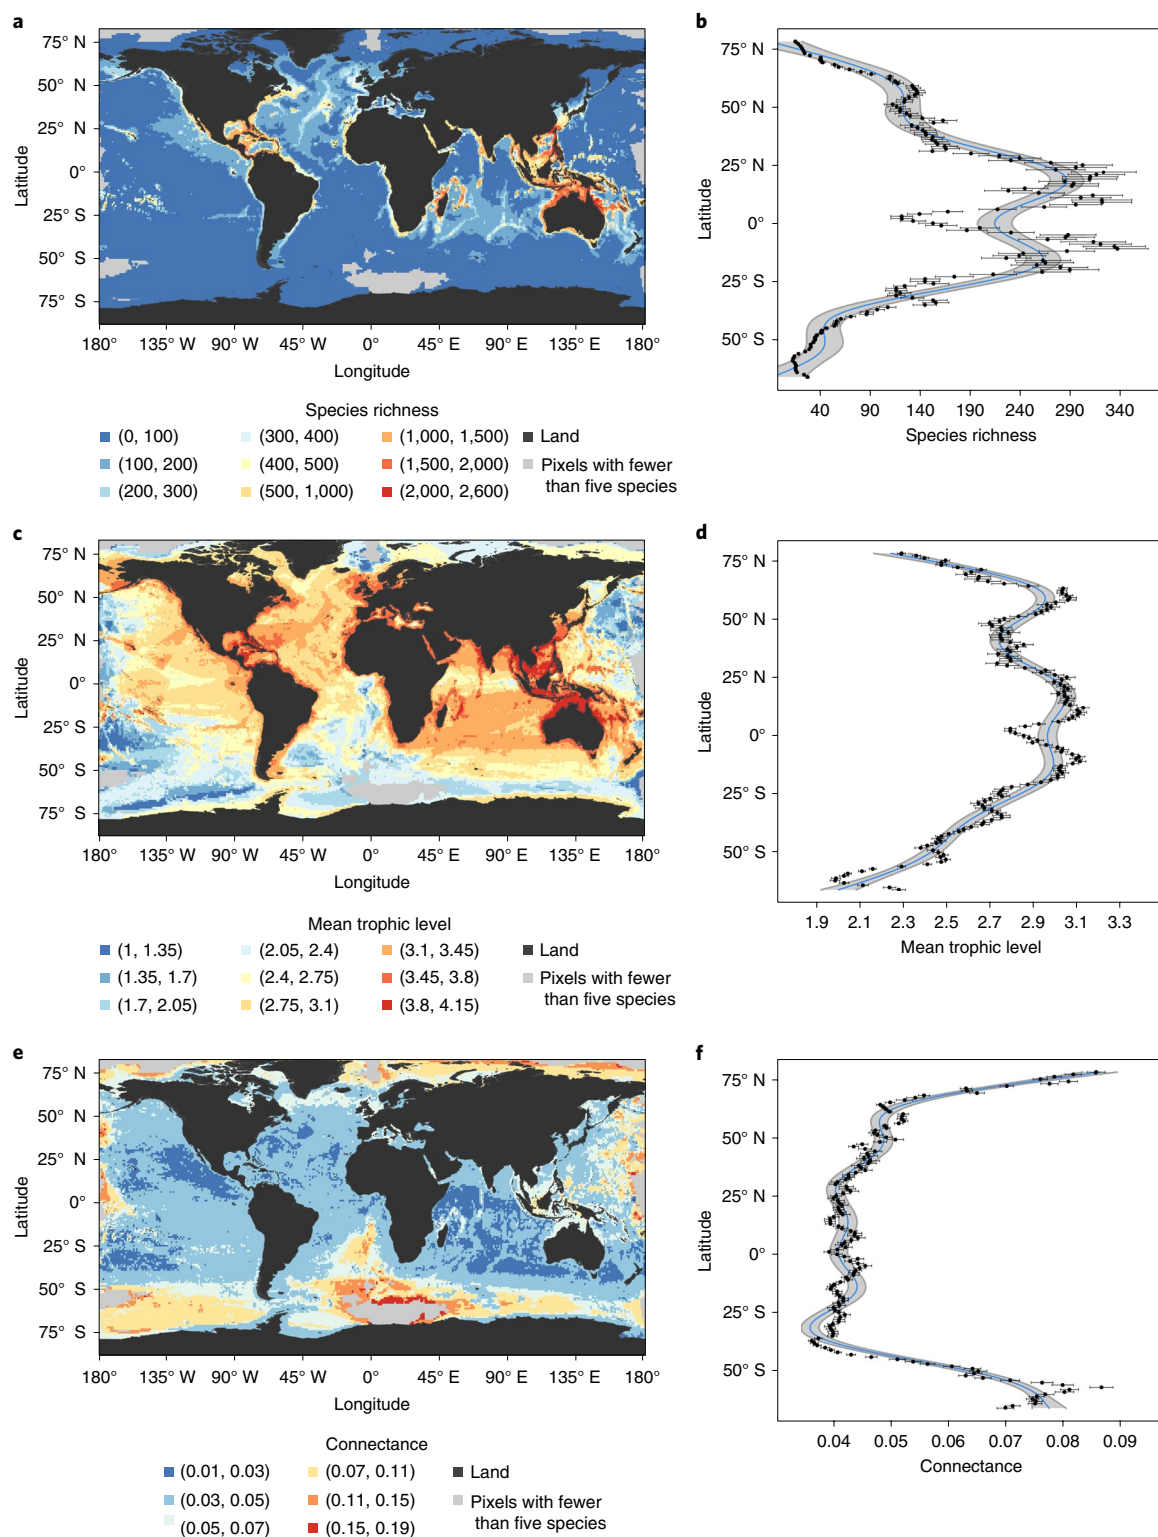 a
75° N
50° N
25° N
0°
25° S
50° S
75° S
Latitude
180°
135° W
90° W
45° W
0°
45° E
90° E
135° E
180°
Longitude
Species richness
(0, 100)
(300, 400)
(1,000, 1,500)
Land
(100, 200)
(400, 500)
(1,500, 2,000)
Pixels with fewer
than five species
(200, 300)
(500, 1,000)
(2,000, 2,600)
b
75° N
50° N
25° N
0°
25° S
50° S
Latitude
40
90
140
190
240
290
340
Species richness
c
75° N
50° N
25° N
0°
25° S
50° S
75° S
Latitude
180°
135° W
90° W
45° W
0°
45° E
90° E
135° E
180°
Longitude
Mean trophic level
(1, 1.35)
(2.05, 2.4)
(3.1, 3.45)
Land
(1.35, 1.7)
(2.4, 2.75)
(3.45, 3.8)
Pixels with fewer
than five species
(1.7, 2.05)
(2.75, 3.1)
(3.8, 4.15)
d
75° N
50° N
25° N
0°
25° S
50° S
Latitude
1.9
2.3
2.5
2.7
2.9
3.1
3.3
Mean trophic level
e
75° N
50° N
25° N
0°
25° S
50° S
75° S
Latitude
180°
135° W
90° W
45° W
0°
45° E
90° E
135° E
180°
Longitude
Connectance
(0.01, 0.03)
(0.07, 0.11)
Land
(0.03, 0.05)
(0.11, 0.15)
Pixels with fewer
than five species
(0.05, 0.07)
(0.15, 0.19)
f
75° N
50° N
25° N
0°
25° S
50° S
Latitude
0.04
0.05
0.06
0.07
0.08
0.09
Connectance